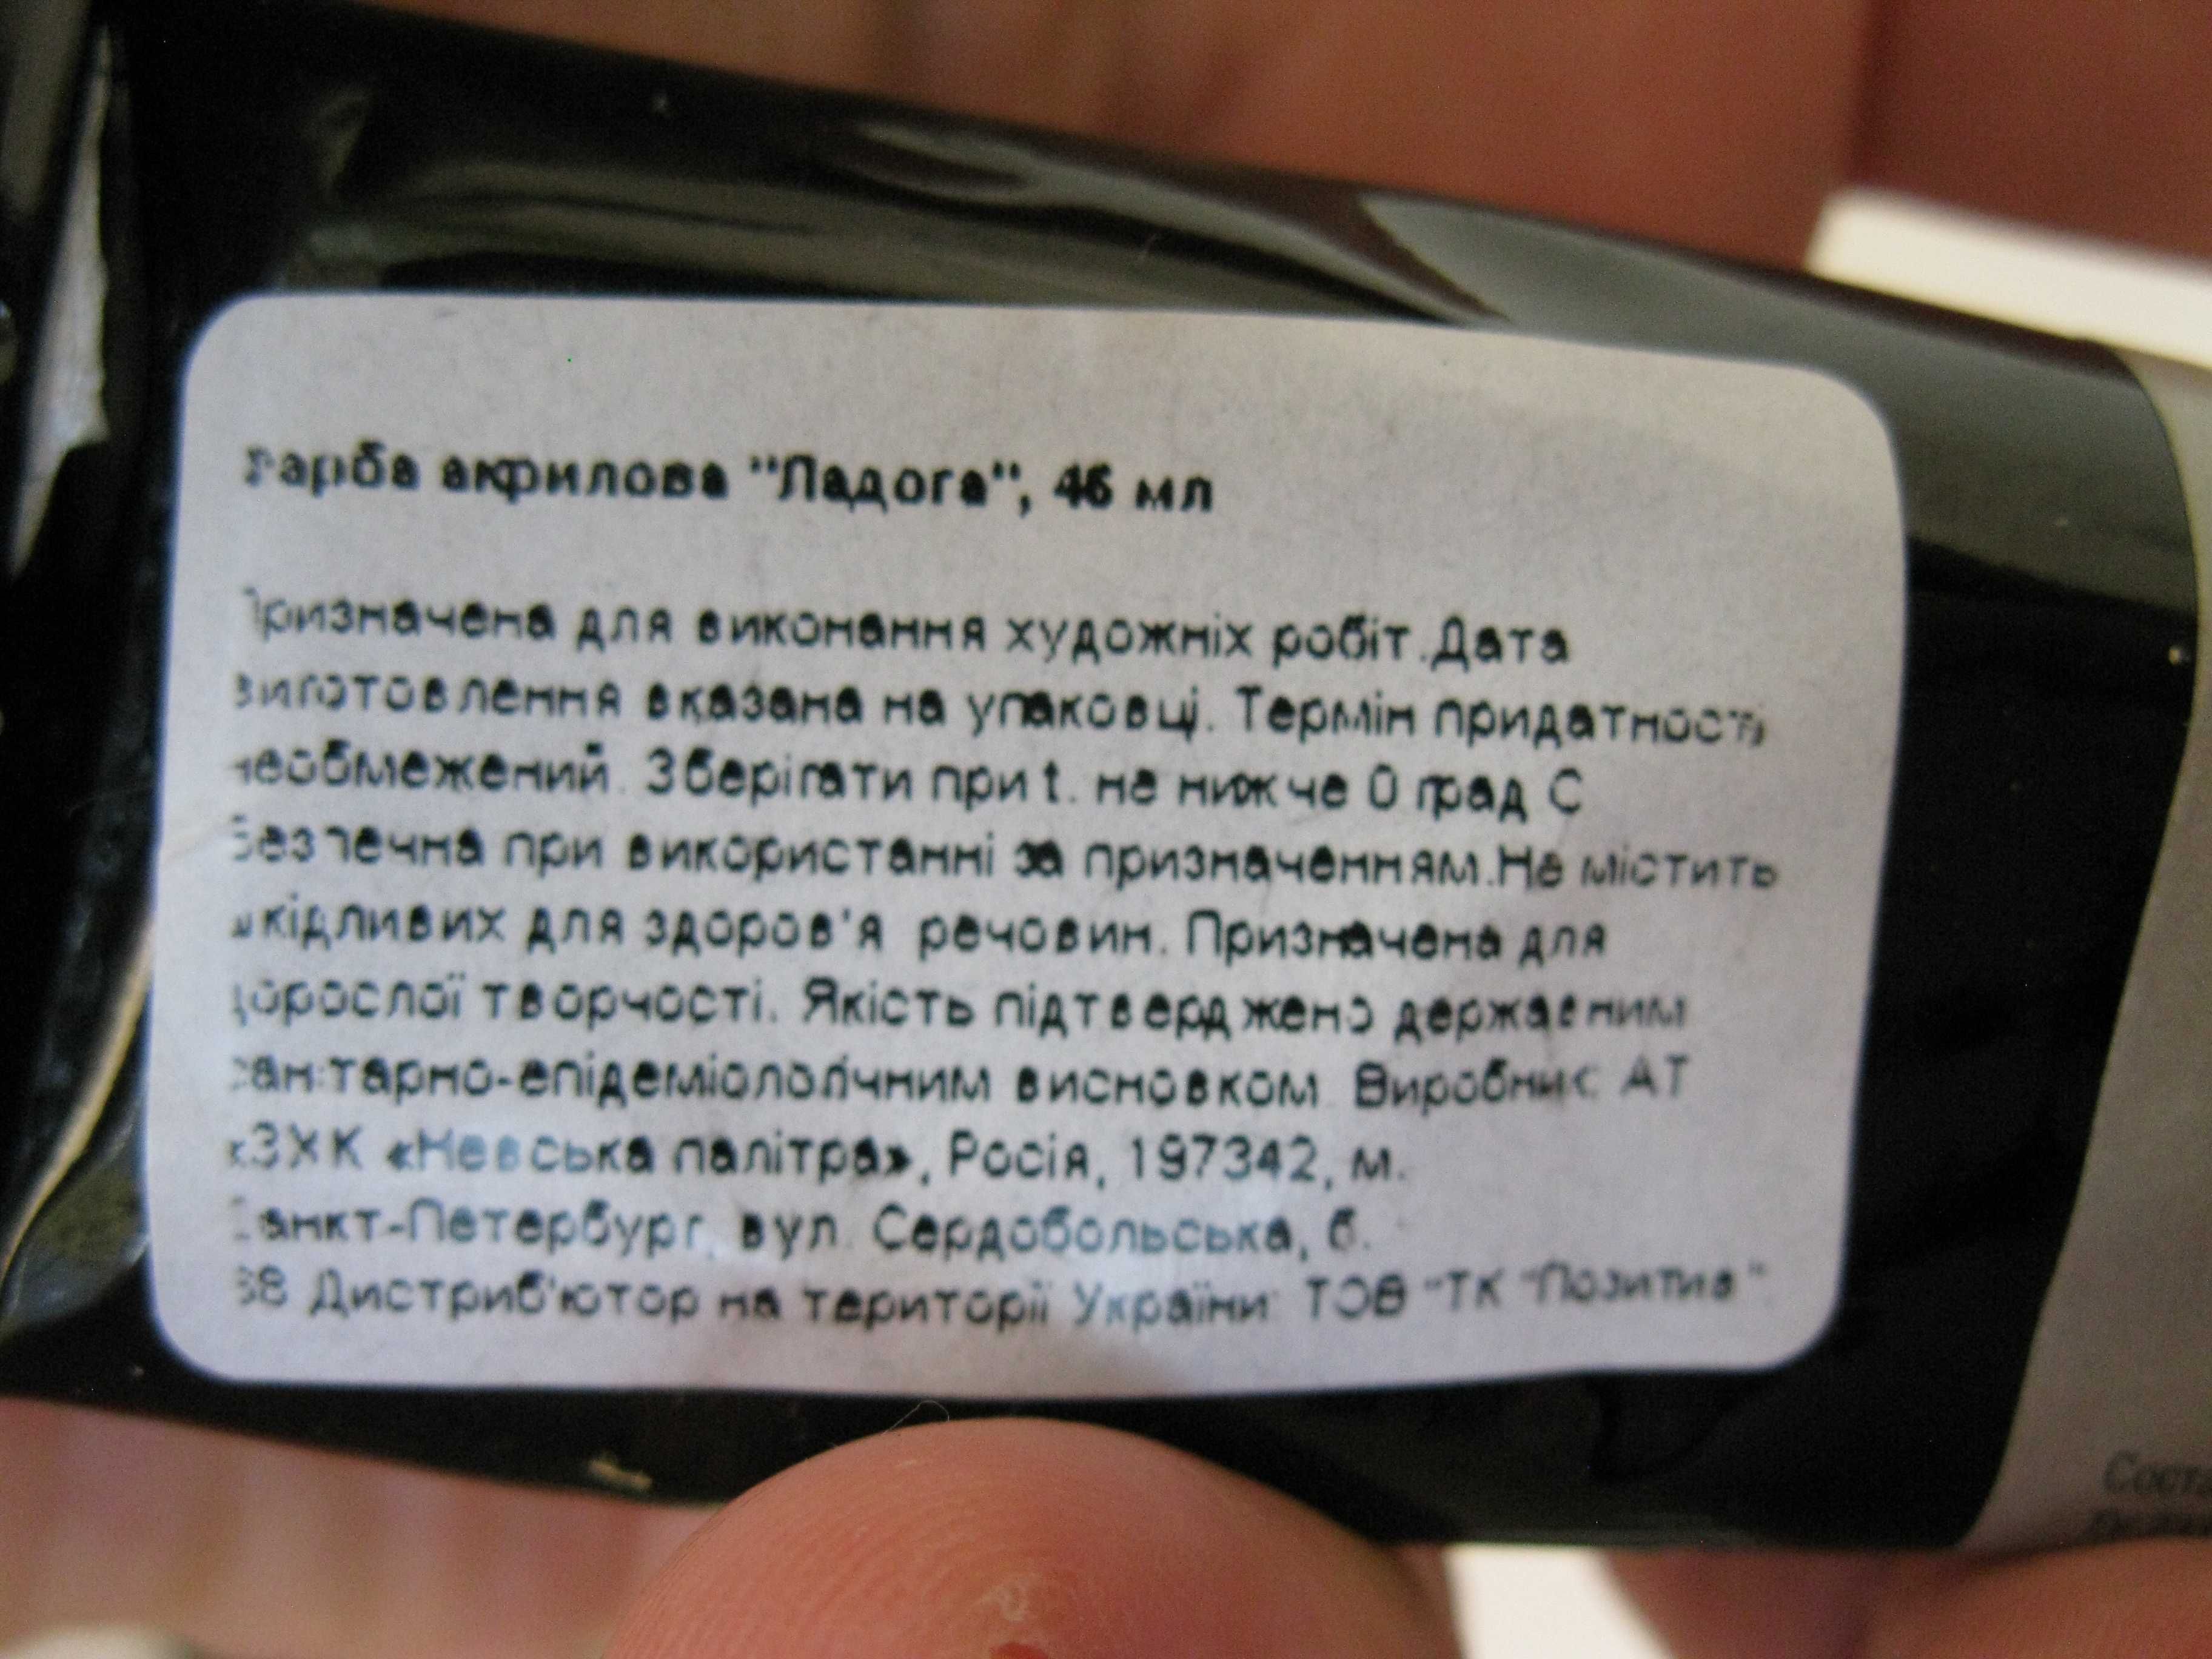 Фарба акрилова "Ладога", 46 мл
Призначена для виконання художніх робіт.Дата
виготовлення вказана на упаковці. Термін придатності
необмежений. Зберігати при t. не нижче 0 град С
Безпечна при використанні за призначенням.Не містить
шкідливих для здоров'я речовин. Призначена для
дорослої творчості. Якість підтверджено державним
санітарно-епідеміологічним висновком. Виробник: АТ
«ЗХК «Невська палітра», Росія, 197342, м.
Санкт-Петербург, вул. Сердобольська, б.
68 Дистриб'ютор на території України: ТОВ "ТК "Позитив".